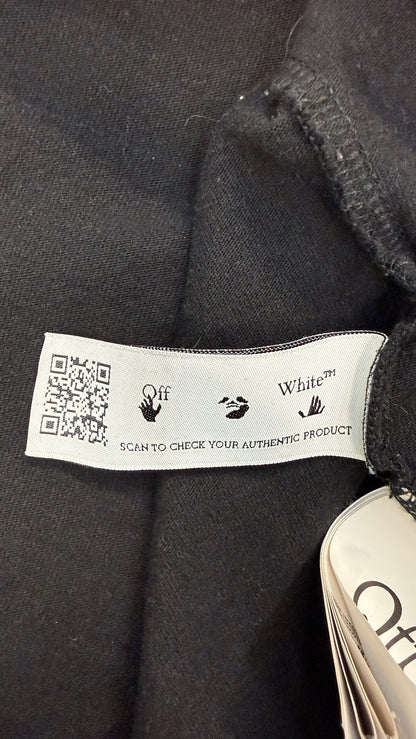 Off White™
SCAN TO CHECK YOUR AUTHENTIC PRODUCT
Off